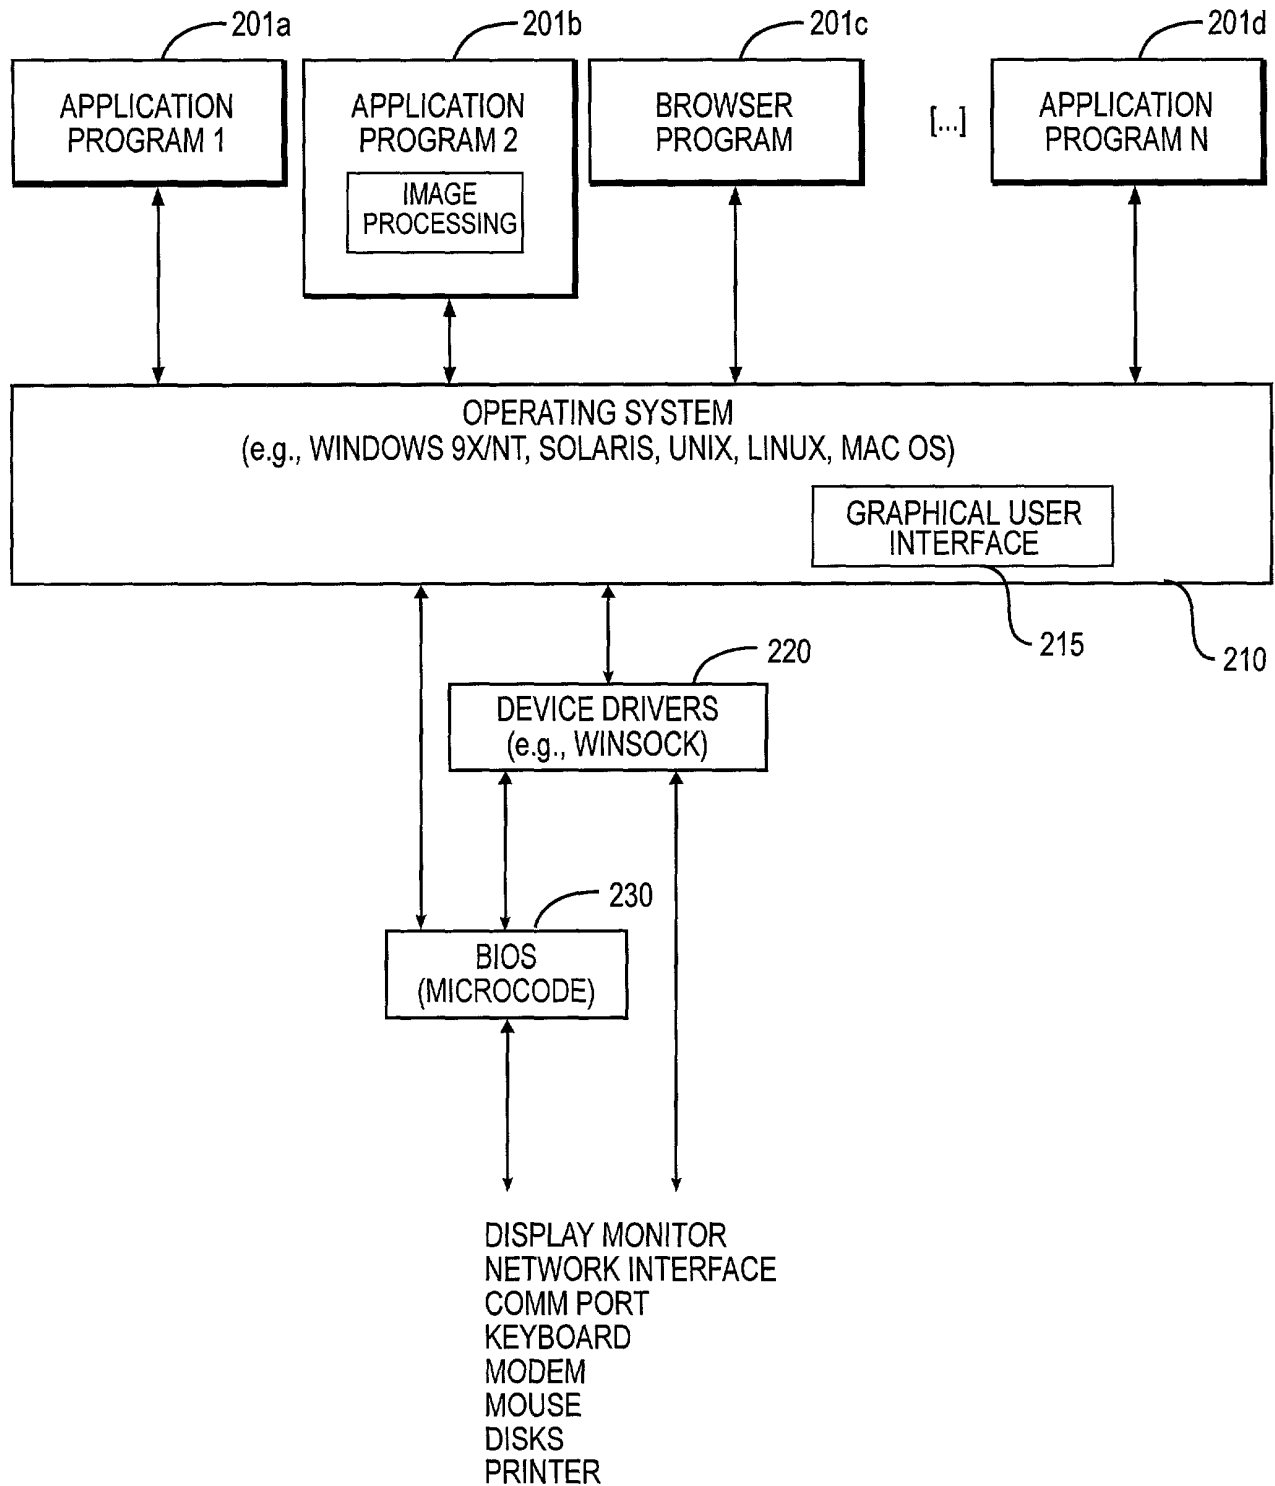 201a
201b
201c
201d
APPLICATION
PROGRAM 1
APPLICATION
PROGRAM 2
IMAGE
PROCESSING
BROWSER
PROGRAM
[...]
APPLICATION
PROGRAM N
OPERATING SYSTEM
(e.g., WINDOWS 9X/NT, SOLARIS, UNIX, LINUX, MAC OS)
GRAPHICAL USER
INTERFACE
215
210
220
DEVICE DRIVERS
(e.g., WINSOCK)
230
BIOS
(MICROCODE)
DISPLAY MONITOR
NETWORK INTERFACE
COMM PORT
KEYBOARD
MODEM
MOUSE
DISKS
PRINTER